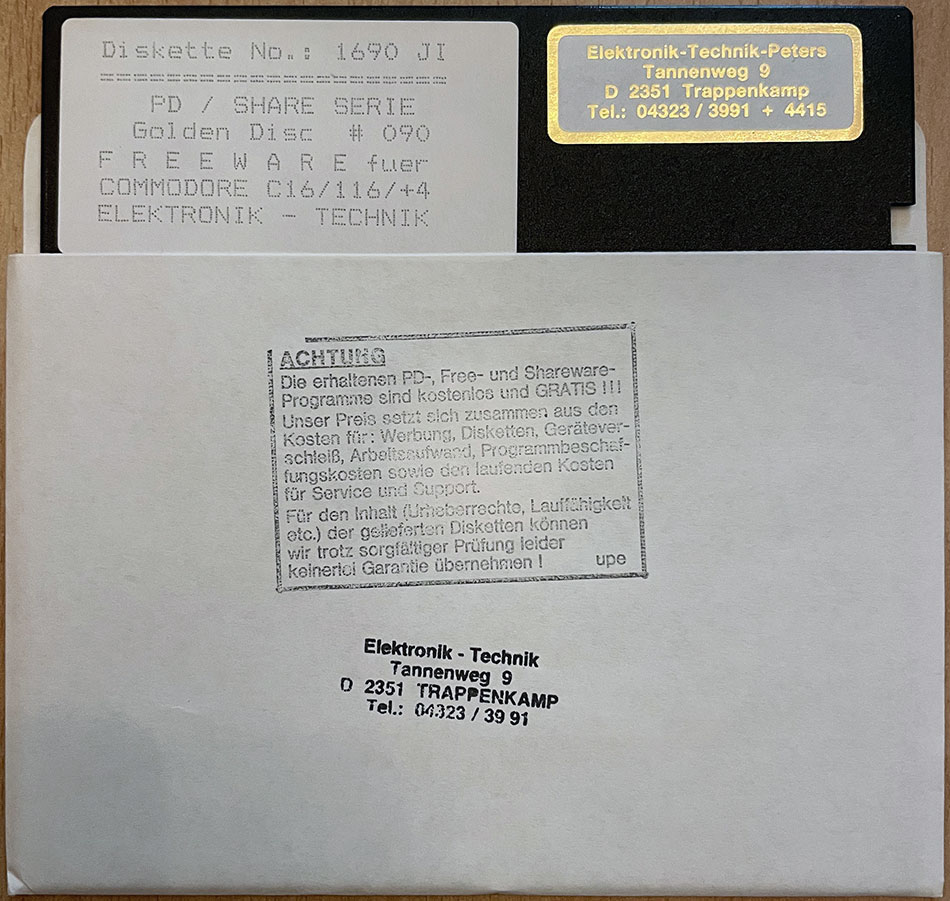 Diskette No.: 1690 JI
=====================
PD / SHARE SERIE
Golden Disc # 090
F R E E W A R E fuer
COMMODORE C16/116/+4
ELEKTRONIK - TECHNIK
Elektronik-Technik-Peters
Tannenweg 9
D 2351 Trappenkamp
Tel.: 04323 / 3991 + 4415
ACHTUNG
Die erhaltenen PD-, Free- und Shareware-
Programme sind kostenlos und GRATIS !!!
Unser Preis setzt sich zusammen aus den
Kosten für: Werbung, Disketten, Gerätever-
schleiß, Arbeitsaufwand, Programmbeschaf-
fungskosten sowie den laufenden Kosten
für Service und Support.
Für den Inhalt (Urheberrechte, Lauffähigkeit
etc.) der gelieferten Disketten können
wir trotz sorgfältiger Prüfung leider
keinerlei Garantie übernehmen ! upe
Elektronik - Technik
Tannenweg 9
D 2351 TRAPPENKAMP
Tel.: 04323 / 39 91